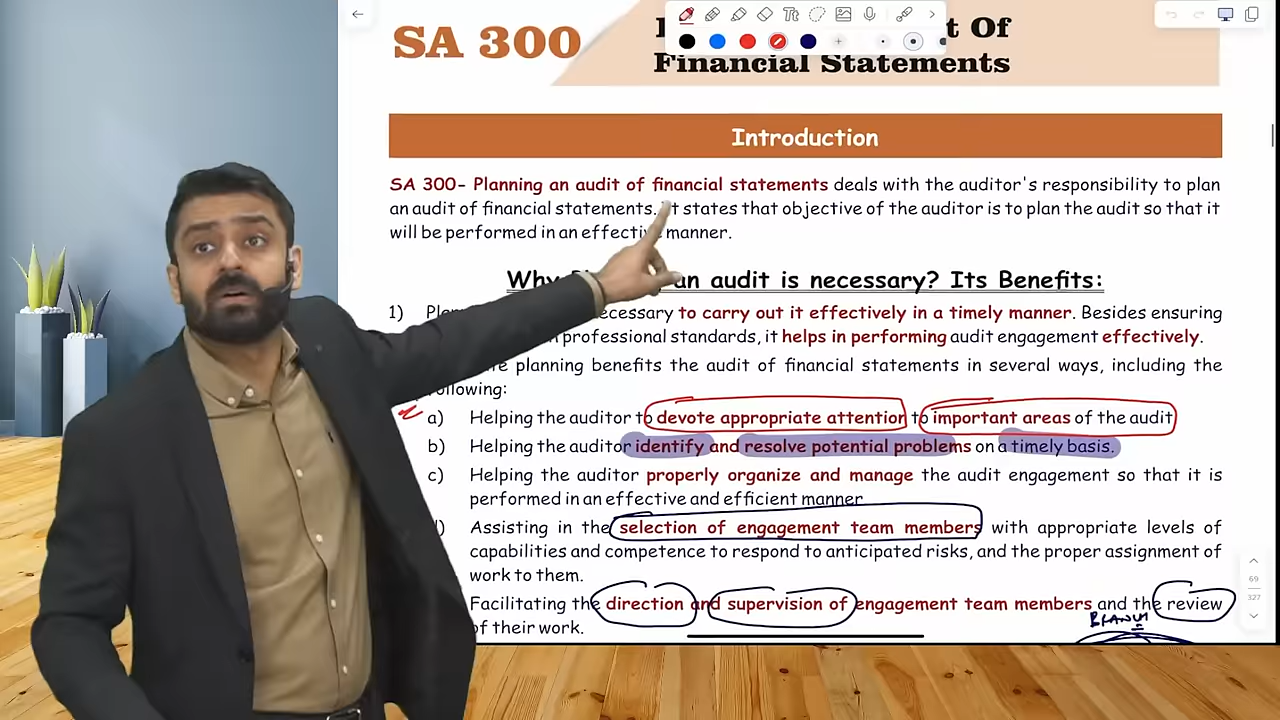 SA 300
t Of
Financial Statements
Tt
Introduction
SA 300- Planning an audit of financial statements deals with the auditor's responsibility to plan
an audit of financial statements. It states that objective of the auditor is to plan the audit so that it
will be performed in an effective manner.
Why an audit is necessary? Its Benefits:
1) ecessary to carry out it effectively in a timely manner. Besides ensuring
professional standards, it helps in performing audit engagement effectively.
planning benefits the audit of financial statements in several ways, including the
following:
a) Helping the auditor to devote appropriate attention to important areas of the audit
b) Helping the auditor identify and resolve potential problems on a timely basis.
c) Helping the auditor properly organize and manage the audit engagement so that it is
performed in an effective and efficient manner
) Assisting in the selection of engagement team members with appropriate levels of
capabilities and competence to respond to anticipated risks, and the proper assignment of
work to them.
Facilitating the direction and supervision of engagement team members and the review
of their work.
69
327